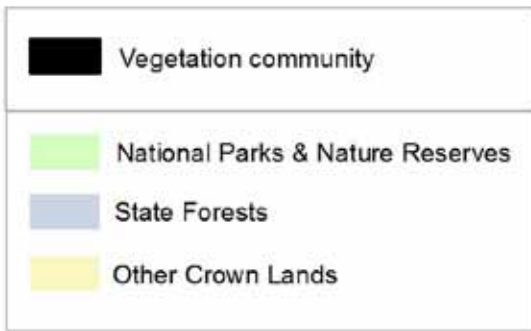 Vegetation community
National Parks & Nature Reserves
State Forests
Other Crown Lands